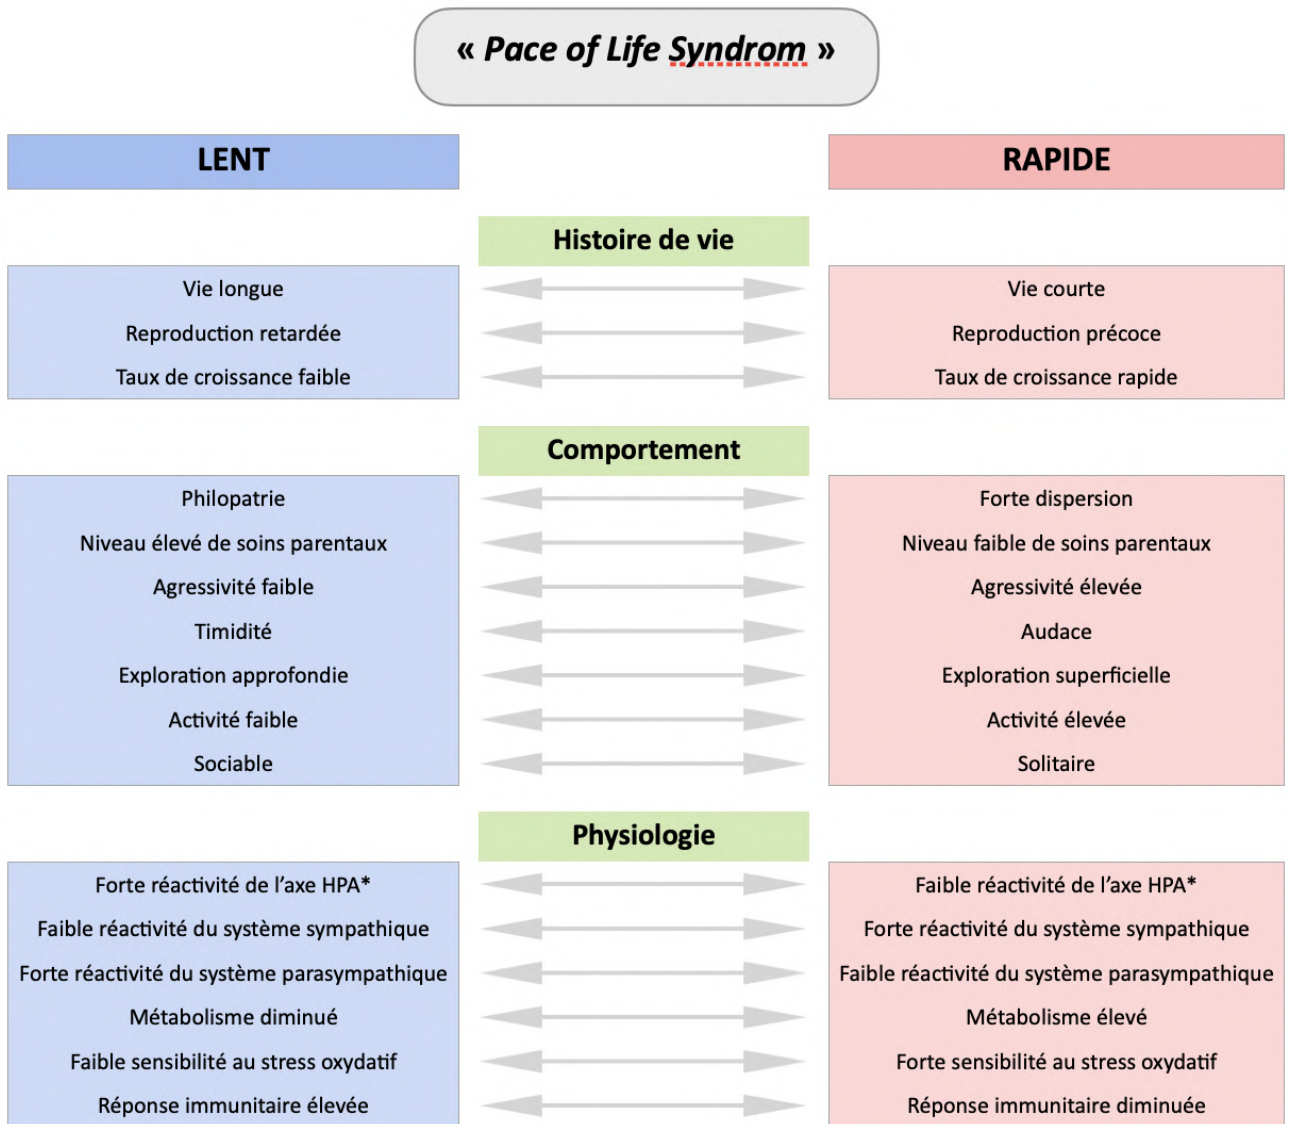 « Pace of Life Syndrom »
LENT
RAPIDE
Histoire de vie
Vie longue
Vie courte
Reproduction retardée
Reproduction précoce
Taux de croissance faible
Taux de croissance rapide
Comportement
Philopatrie
Forte dispersion
Niveau élevé de soins parentaux
Niveau faible de soins parentaux
Agressivité faible
Agressivité élevée
Timidité
Audace
Exploration approfondie
Exploration superficielle
Activité faible
Activité élevée
Sociable
Solitaire
Physiologie
Forte réactivité de l’axe HPA*
Faible réactivité de l’axe HPA*
Faible réactivité du système sympathique
Forte réactivité du système sympathique
Forte réactivité du système parasympathique
Faible réactivité du système parasympathique
Métabolisme diminué
Métabolisme élevé
Faible sensibilité au stress oxydatif
Forte sensibilité au stress oxydatif
Réponse immunitaire élevée
Réponse immunitaire diminuée